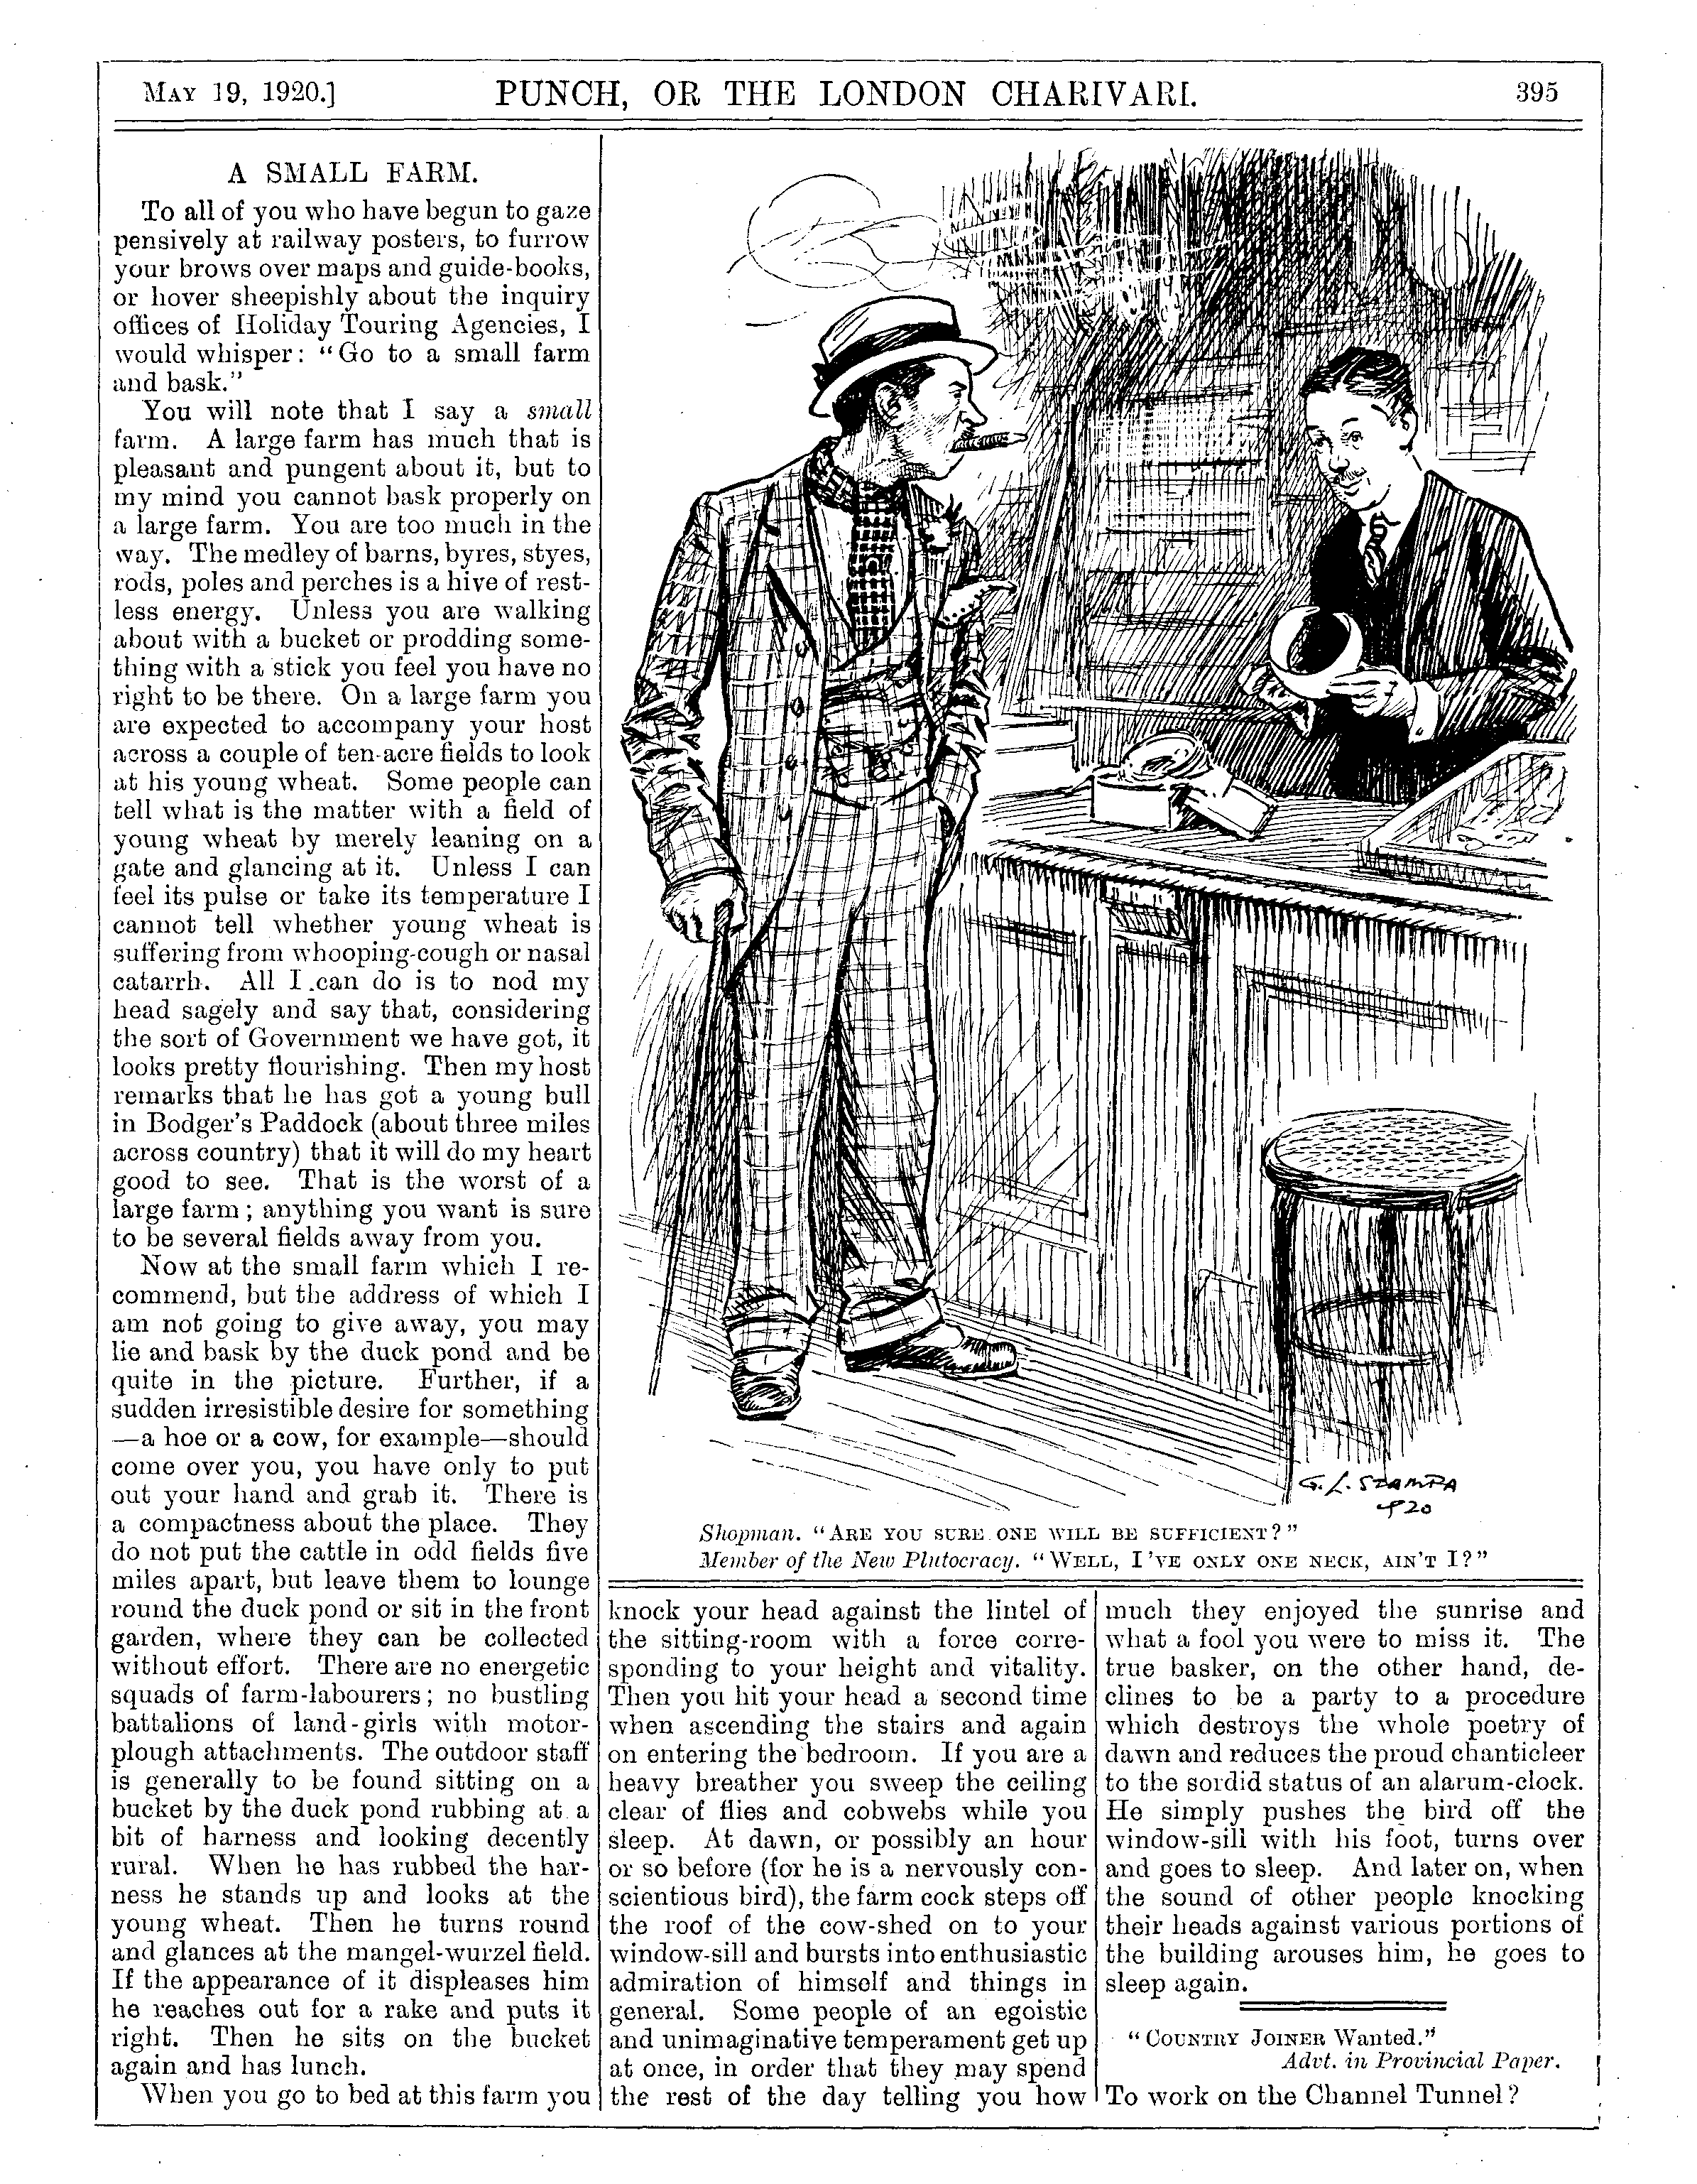 MAY 19, 1920.]
PUNCH, OR THE LONDON CHARIVARI.
395
A SMALL FARM.
To all of you who have begun to gaze
pensively at railway posters, to furrow
your brows over maps and guide-books,
or hover sheepishly about the inquiry
offices of Holiday Touring Agencies, I
would whisper: "Go to a small farm
and bask."
You will note that I say a small
farm. A large farm has much that is
pleasant and pungent about it, but to
my mind you cannot bask properly on
a large farm. You are too much in the
way. The medley of barns, byres, styes,
rods, poles and perches is a hive of rest-
less energy. Unless you are walking
about with a bucket or prodding some-
thing with a stick you feel you have no
right to be there. On a large farm you
are expected to accompany your host
across a couple of ten-acre fields to look
at his young wheat. Some people can
tell what is the matter with a field of
young wheat by merely leaning on a
gate and glancing at it. Unless I can
feel its pulse or take its temperature I
cannot tell whether young wheat is
suffering from whooping-cough or nasal
catarrh. All I can do is to nod my
head sagely and say that, considering
the sort of Government we have got, it
looks pretty flourishing. Then my host
remarks that he has got a young bull
in Bodger's Paddock (about three miles
across country) that it will do my heart
good to see. That is the worst of a
large farm; anything you want is sure
to be several fields away from you.
Now at the small farm which I re-
commend, but the address of which I
am not going to give away, you may
lie and bask by the duck pond and be
quite in the picture. Further, if a
sudden irresistible desire for something
—a hoe or a cow, for example—should
come over you, you have only to put
out your hand and grab it. There is
a compactness about the place. They
do not put the cattle in odd fields five
miles apart, but leave them to lounge
round the duck pond or sit in the front
garden, where they can be collected
without effort. There are no energetic
squads of farm-labourers; no bustling
battalions of land-girls with motor-
plough attachments. The outdoor staff
is generally to be found sitting on a
bucket by the duck pond rubbing at a
bit of harness and looking decently
rural. When he has rubbed the har-
ness he stands up and looks at the
young wheat. Then he turns round
and glances at the mangel-wurzel field.
If the appearance of it displeases him
he reaches out for a rake and puts it
right. Then he sits on the bucket
again and has lunch.
When you go to bed at this farm you
G. L. STAMPA
1920
Shopman. "ARE YOU SURE ONE WILL BE SUFFICIENT?"
Member of the New Plutocracy. "WELL, I'VE ONLY ONE NECK, AIN'T I?"
knock your head against the lintel of
the sitting-room with a force corre-
sponding to your height and vitality.
Then you hit your head a second time
when ascending the stairs and again
on entering the bedroom. If you are a
heavy breather you sweep the ceiling
clear of flies and cobwebs while you
sleep. At dawn, or possibly an hour
or so before (for he is a nervously con-
scientious bird), the farm cock steps off
the roof of the cow-shed on to your
window-sill and bursts into enthusiastic
admiration of himself and things in
general. Some people of an egoistic
and unimaginative temperament get up
at once, in order that they may spend
the rest of the day telling you how
much they enjoyed the sunrise and
what a fool you were to miss it. The
true basker, on the other hand, de-
clines to be a party to a procedure
which destroys the whole poetry of
dawn and reduces the proud chanticleer
to the sordid status of an alarum-clock.
He simply pushes the bird off the
window-sill with his foot, turns over
and goes to sleep. And later on, when
the sound of other people knocking
their heads against various portions of
the building arouses him, he goes to
sleep again.
"COUNTRY JOINER Wanted."
Advt. in Provincial Paper.
To work on the Channel Tunnel?